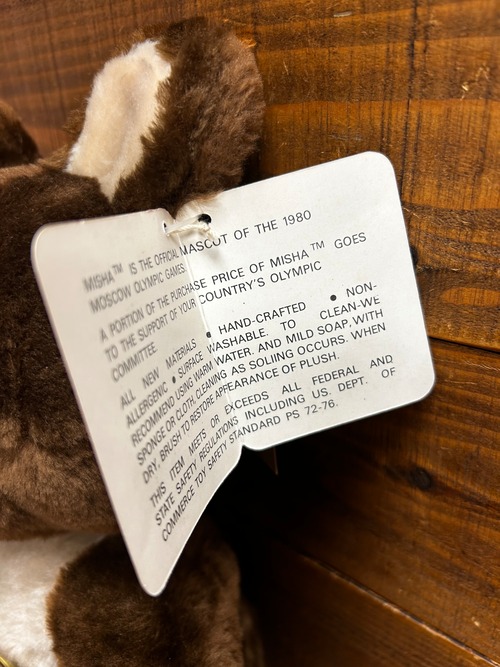 MISHA™ IS THE OFFICIAL MASCOT OF THE 1980
MOSCOW OLYMPIC GAMES.
A PORTION OF THE PURCHASE PRICE OF MISHA™ GOES
TO THE SUPPORT OF YOUR COUNTRY'S OLYMPIC
COMMITTEE.
ALL NEW MATERIALS • HAND-CRAFTED • NON-
ALLERGENIC • SURFACE WASHABLE. TO CLEAN-WE
RECOMMEND USING WARM WATER. AND MILD SOAP, WITH
SPONGE OR CLOTH, CLEANING AS SOLIING OCCURS. WHEN
DRY, BRUSH TO RESTORE APPEARANCE OF PLUSH.
THIS ITEM MEETS OR EXCEEDS ALL FEDERAL AND
STATE SAFETY REGULATIONS INCLUDING US. DEPT. OF
COMMERCE TOY SAFETY STANDARD PS 72-76.